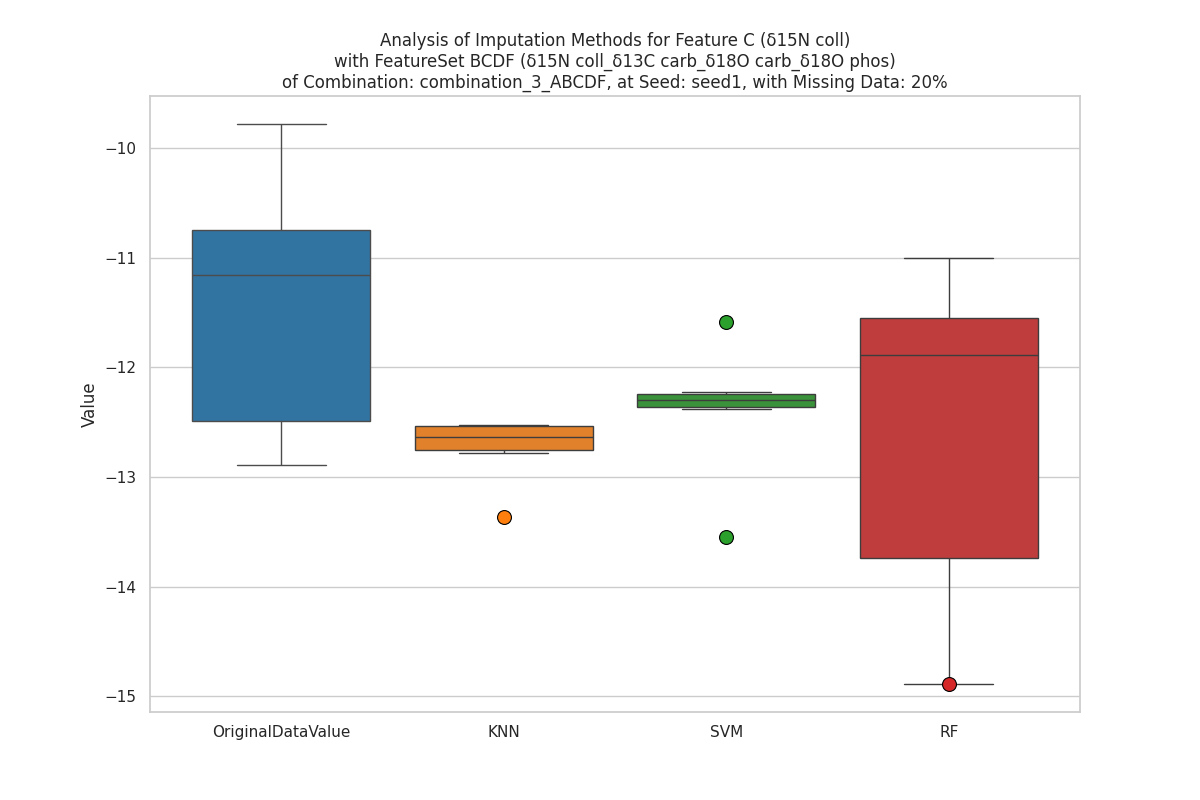 Analysis of Imputation Methods for Feature C (δ15N coll)
with FeatureSet BCDF (δ15N coll_δ13C carb_δ18O carb_δ18O phos)
of Combination: combination_3_ABCDF, at Seed: seed1, with Missing Data: 20%
Value
−10
−11
−12
−13
−14
−15
OriginalDataValue
KNN
SVM
RF